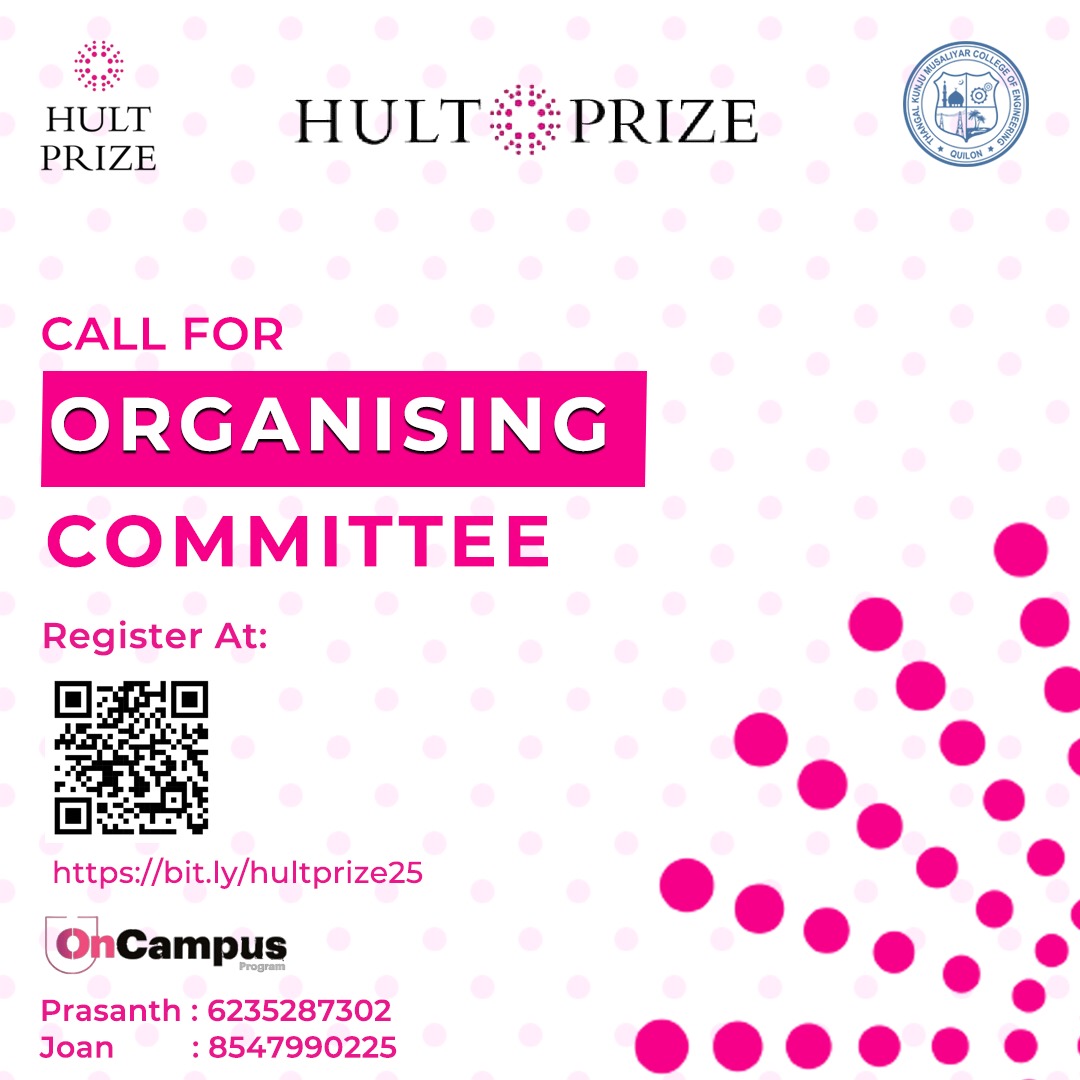 HULT
PRIZE
HULT PRIZE
THANGAL KUNJU MUSALIYAR COLLEGE OF ENGINEERING
★ QUILON ★
CALL FOR
ORGANISING
COMMITTEE
Register At:
https://bit.ly/hultprize25
OnCampus
Program
Prasanth : 6235287302
Joan : 8547990225